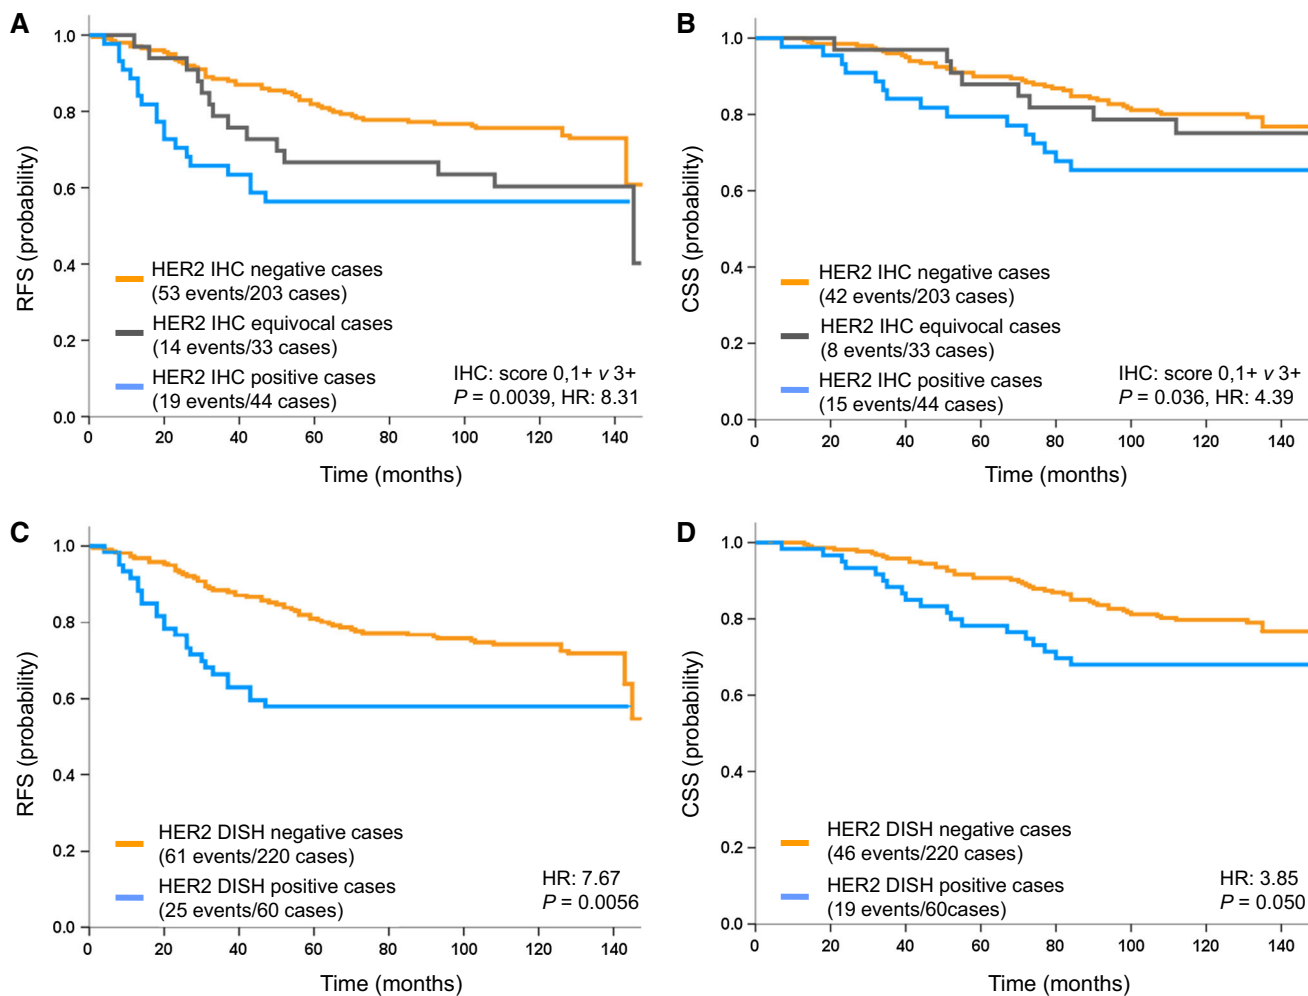 A
1.0
0.8
0.6
0.4
0.2
0.0
RFS (probability)
HER2 IHC negative cases
(53 events/203 cases)
HER2 IHC equivocal cases
(14 events/33 cases)
HER2 IHC positive cases
(19 events/44 cases)
IHC: score 0,1+ v 3+
P = 0.0039, HR: 8.31
0 20 40 60 80 100 120 140
Time (months)
B
1.0
0.8
0.6
0.4
0.2
0.0
CSS (probability)
HER2 IHC negative cases
(42 events/203 cases)
HER2 IHC equivocal cases
(8 events/33 cases)
HER2 IHC positive cases
(15 events/44 cases)
IHC: score 0,1+ v 3+
P = 0.036, HR: 4.39
0 20 40 60 80 100 120 140
Time (months)
C
1.0
0.8
0.6
0.4
0.2
0.0
RFS (probability)
HER2 DISH negative cases
(61 events/220 cases)
HER2 DISH positive cases
(25 events/60 cases)
HR: 7.67
P = 0.0056
0 20 40 60 80 100 120 140
Time (months)
D
1.0
0.8
0.6
0.4
0.2
0.0
CSS (probability)
HER2 DISH negative cases
(46 events/220 cases)
HER2 DISH positive cases
(19 events/60cases)
HR: 3.85
P = 0.050
0 20 40 60 80 100 120 140
Time (months)